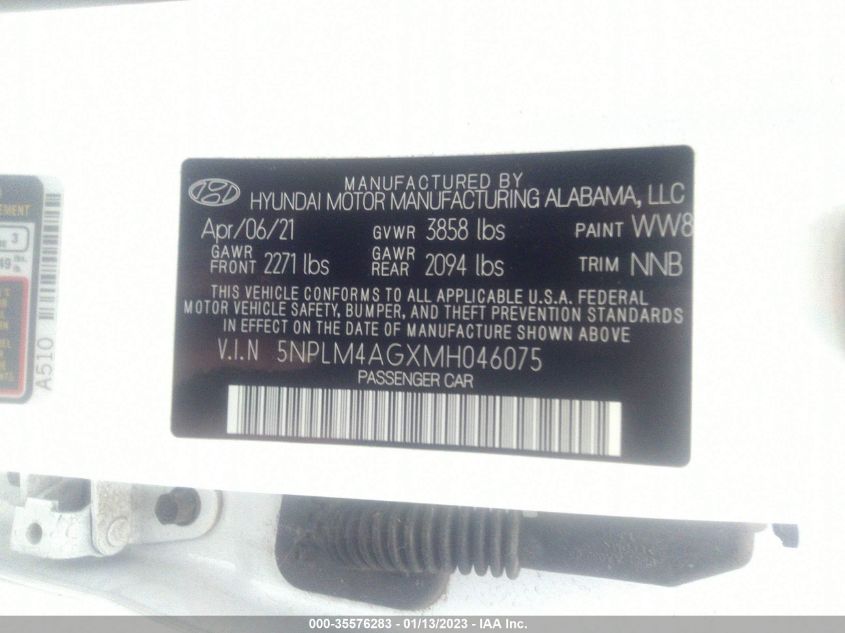 MANUFACTURED BY
HYUNDAI MOTOR MANUFACTURING ALABAMA, LLC
Apr/06/21 GVWR 3858 lbs PAINT WW8
GAWR FRONT 2271 lbs GAWR REAR 2094 lbs TRIM NNB
THIS VEHICLE CONFORMS TO ALL APPLICABLE U.S.A. FEDERAL
MOTOR VEHICLE SAFETY, BUMPER, AND THEFT PREVENTION STANDARDS
IN EFFECT ON THE DATE OF MANUFACTURE SHOWN ABOVE
V.I.N 5NPLM4AGXMH046075
PASSENGER CAR
EMENT
3
A510
000-35576283 - 01/13/2023 - IAA Inc.